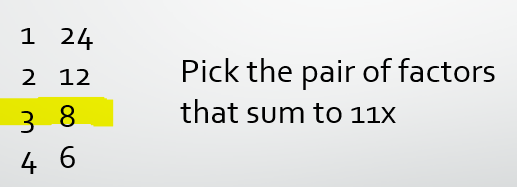 1 24
2 12
3 8
4 6
Pick the pair of factors
that sum to 11x